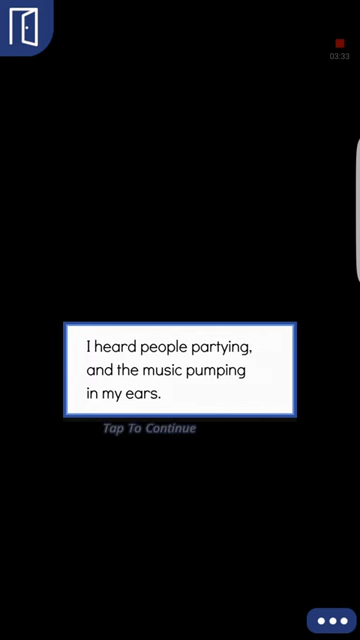 03:33
I heard people partying,
and the music pumping
in my ears.
Tap To Continue